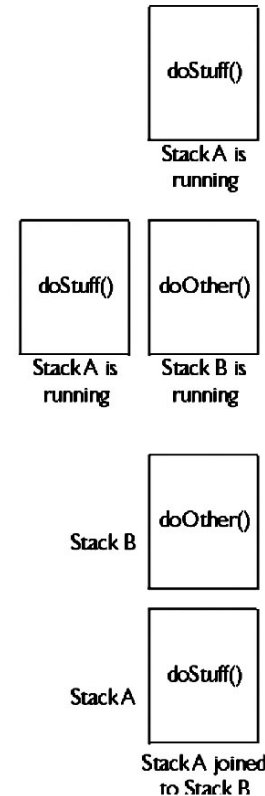 doStuff()
Stack A is
running
doStuff()
doOther()
Stack A is
running
Stack B is
running
doOther()
Stack B
doStuff()
Stack A
Stack A joined
to Stack B